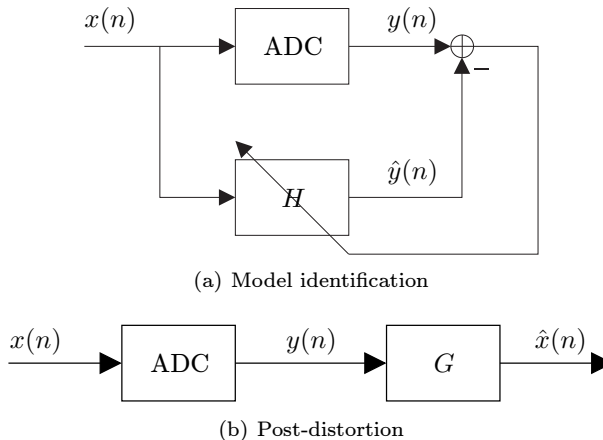 x(n) ADC y(n)
−
H ŷ(n)
(a) Model identification
x(n) ADC y(n) G x̂(n)
(b) Post-distortion